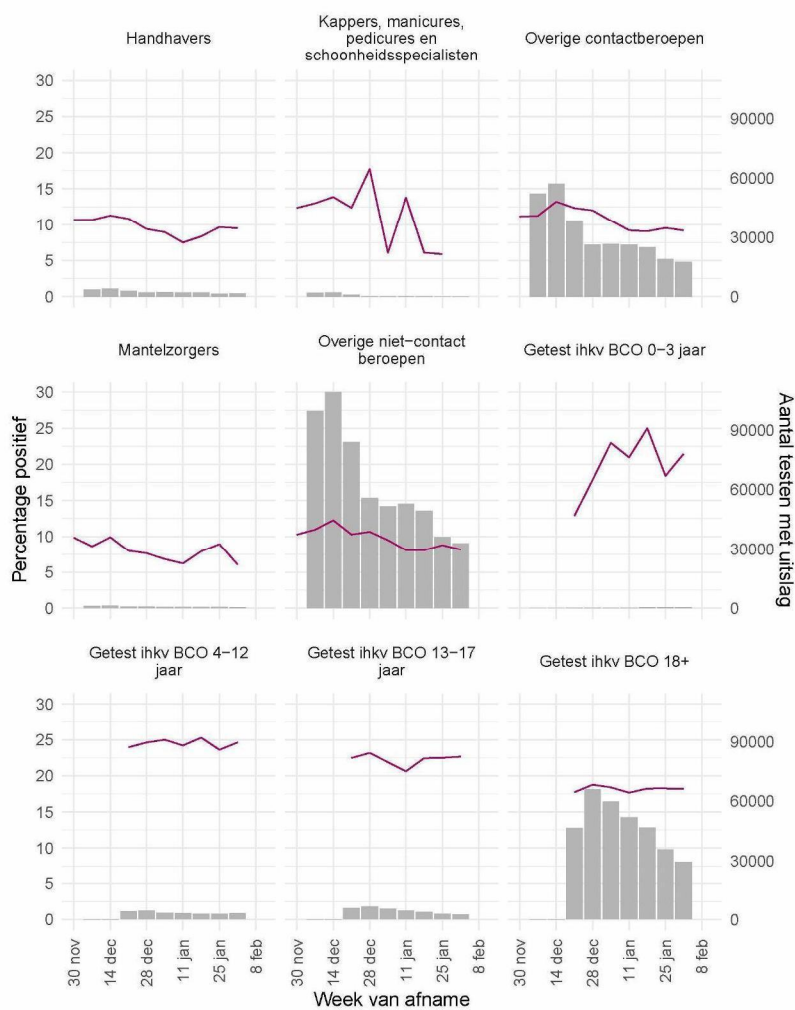 Handhavers
Kappers, manicures,
pedicures en
schoonheidsspecialisten
Overige contactberoepen
30
25
20
15
10
5
0
90000
60000
30000
0
Mantelzorgers
Overige niet−contact
beroepen
Getest ihkv BCO 0−3 jaar
30
25
20
15
10
5
0
90000
60000
30000
0
Percentage positief
Aantal testen met uitslag
Getest ihkv BCO 4−12
jaar
Getest ihkv BCO 13−17
jaar
Getest ihkv BCO 18+
30
25
20
15
10
5
0
90000
60000
30000
0
30 nov
14 dec
28 dec
11 jan
25 jan
8 feb
30 nov
14 dec
28 dec
11 jan
25 jan
8 feb
30 nov
14 dec
28 dec
11 jan
25 jan
8 feb
Week van afname